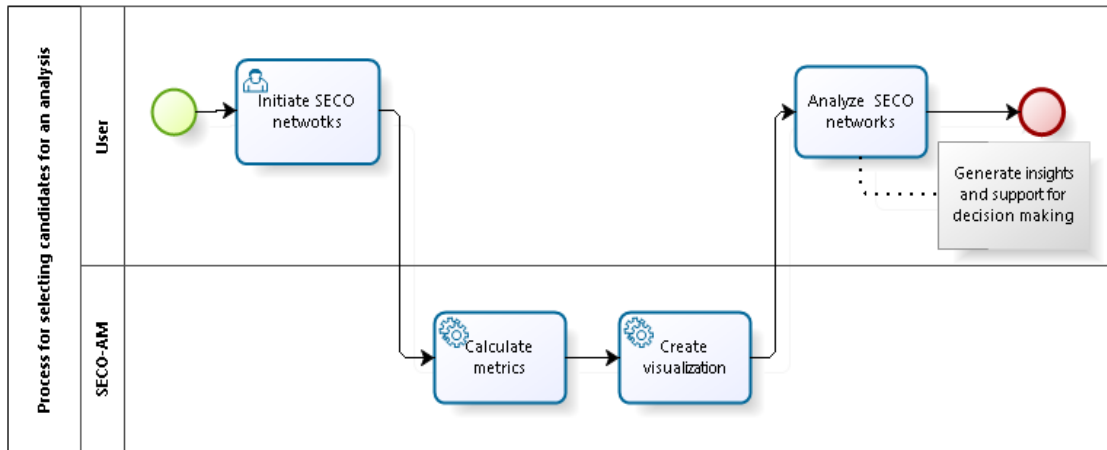 Process for selecting candidates for an analysis
User
Initiate SECO
netwotks
Analyze SECO
networks
Generate insights
and support for
decision making
SECO-AM
Calculate
metrics
Create
visualization